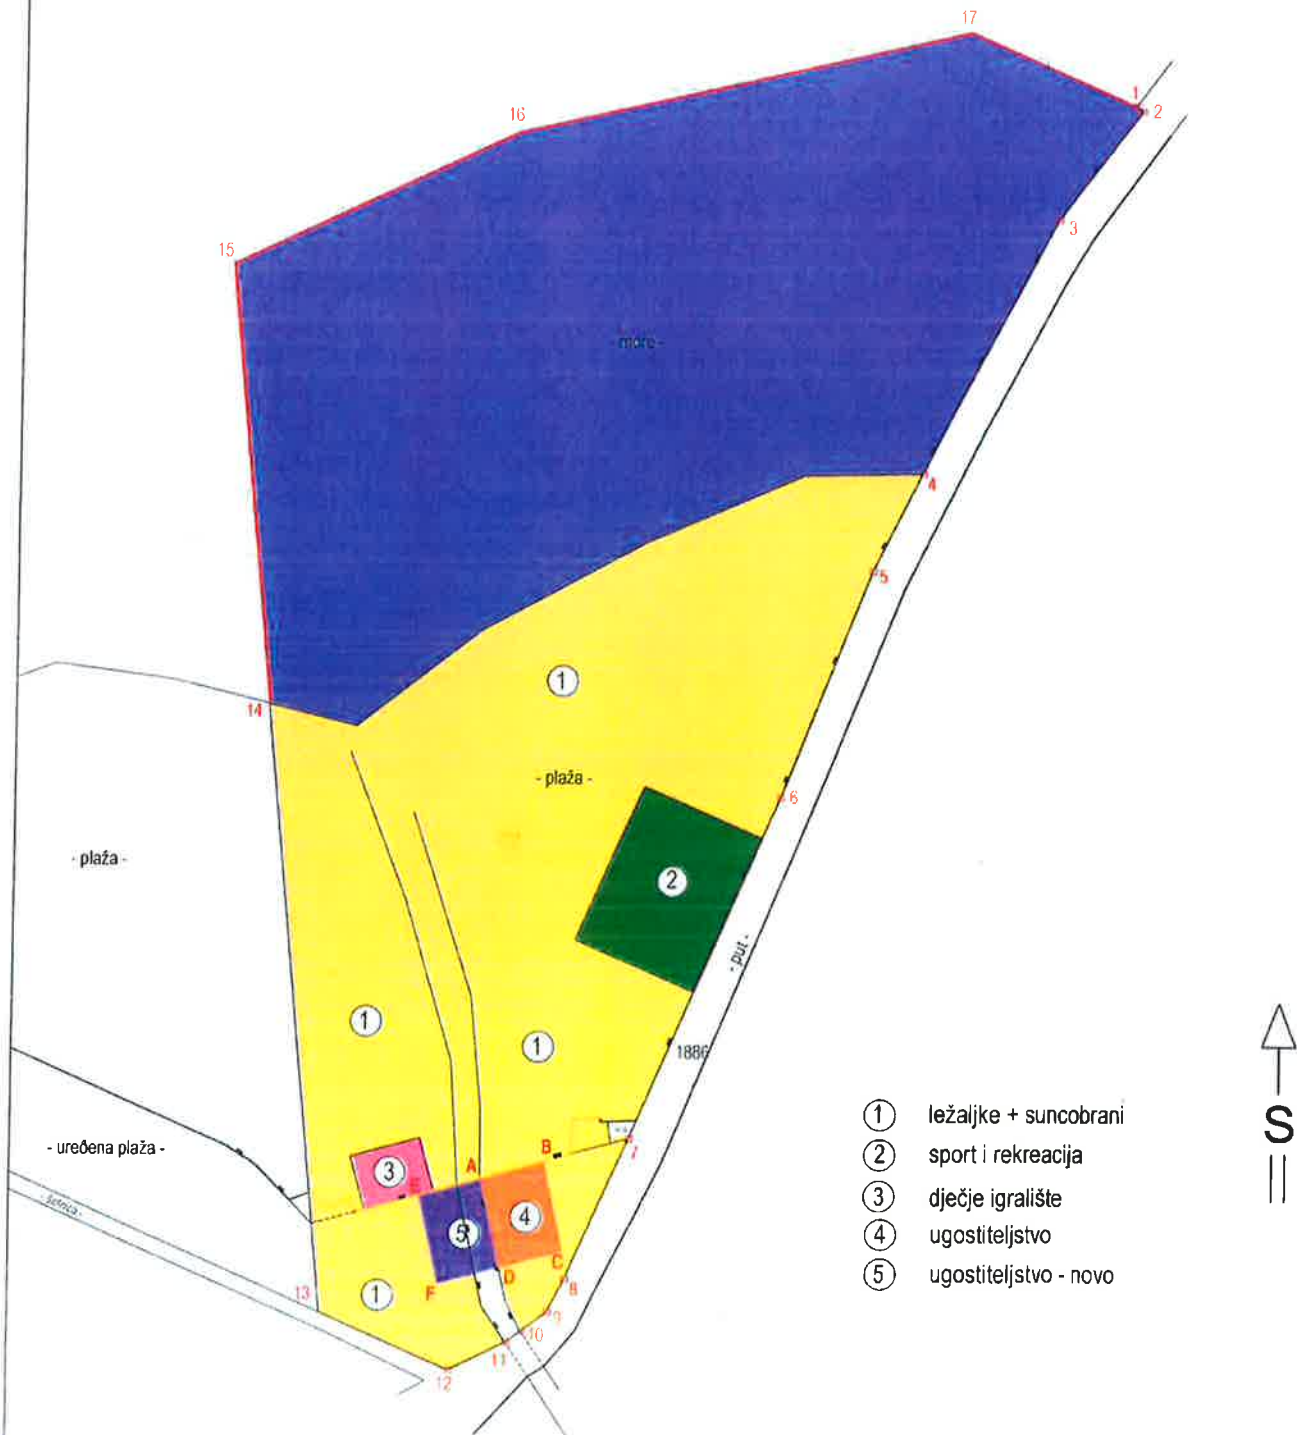 17
1
2
16
3
15
- more -
4
5
1
14
- plaža -
6
- plaža -
2
- put -
1
1
1886
1 ležaljke + suncobrani
S
7
B
- uređena plaža -
2 sport i rekreacija
3
A
E
3 dječje igralište
4
5
4 ugostiteljstvo
C
D
8
5 ugostiteljstvo - novo
F
1
13
9
10
11
12